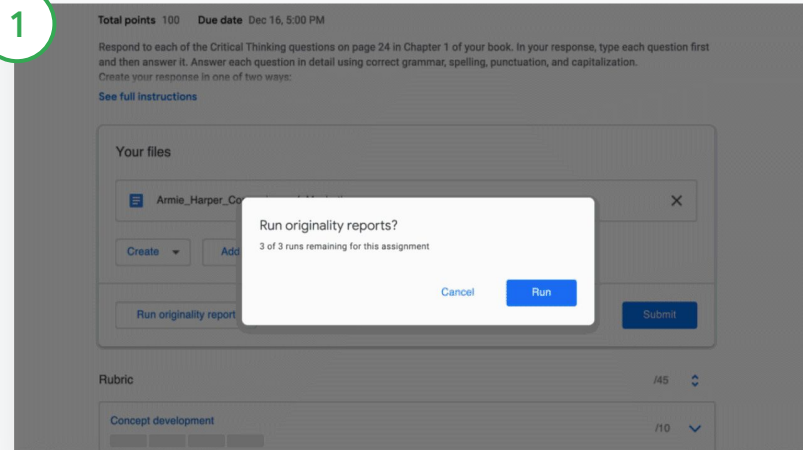 1
Total points 100 Due date Dec 16, 5:00 PM
Respond to each of the Critical Thinking questions on page 24 in Chapter 1 of your book. In your response, type each question first
and then answer it. Answer each question in detail using correct grammar, spelling, punctuation, and capitalization.
Create your response in one of two ways:
See full instructions
Your files
Armie_Harper_Co
Create
Add
Run originality reports?
3 of 3 runs remaining for this assignment
Cancel
Run
Run originality report
Submit
Rubric
/45
Concept development
/10